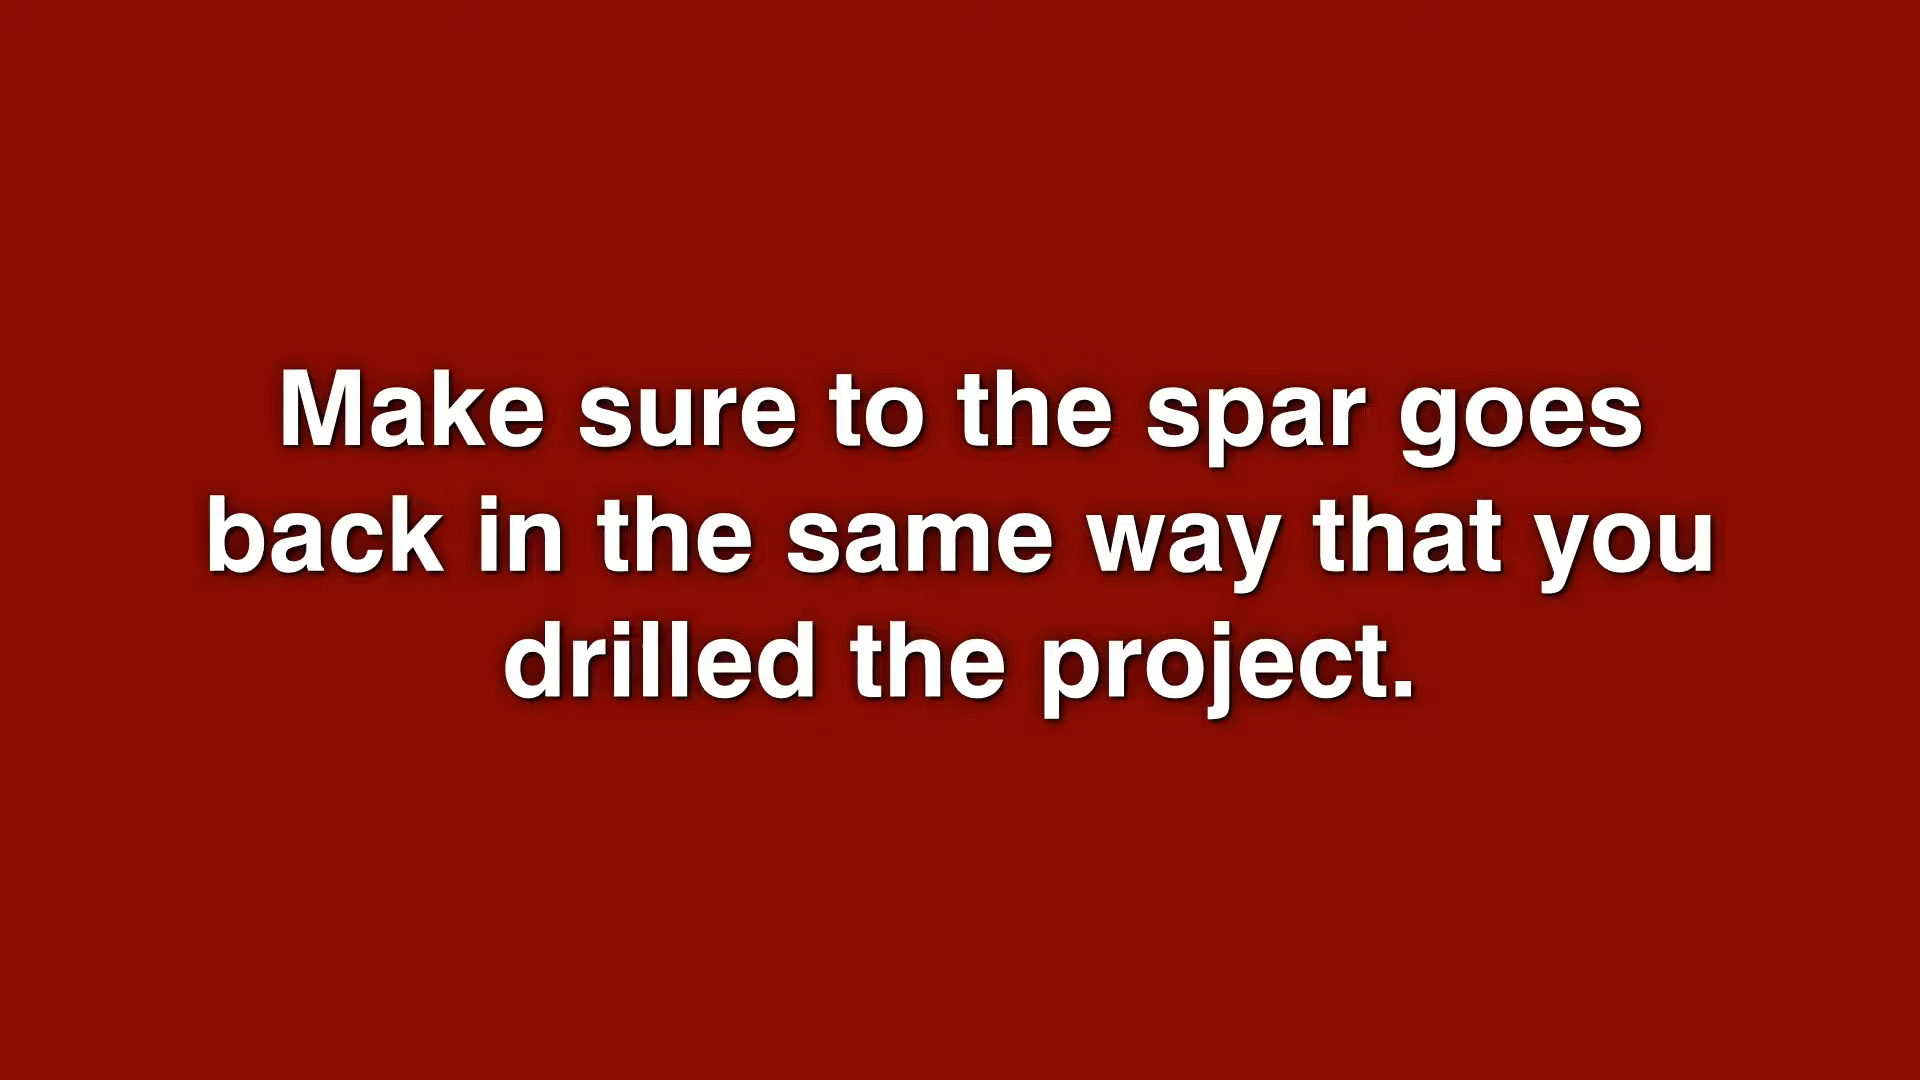 Make sure to the spar goes
back in the same way that you
drilled the project.